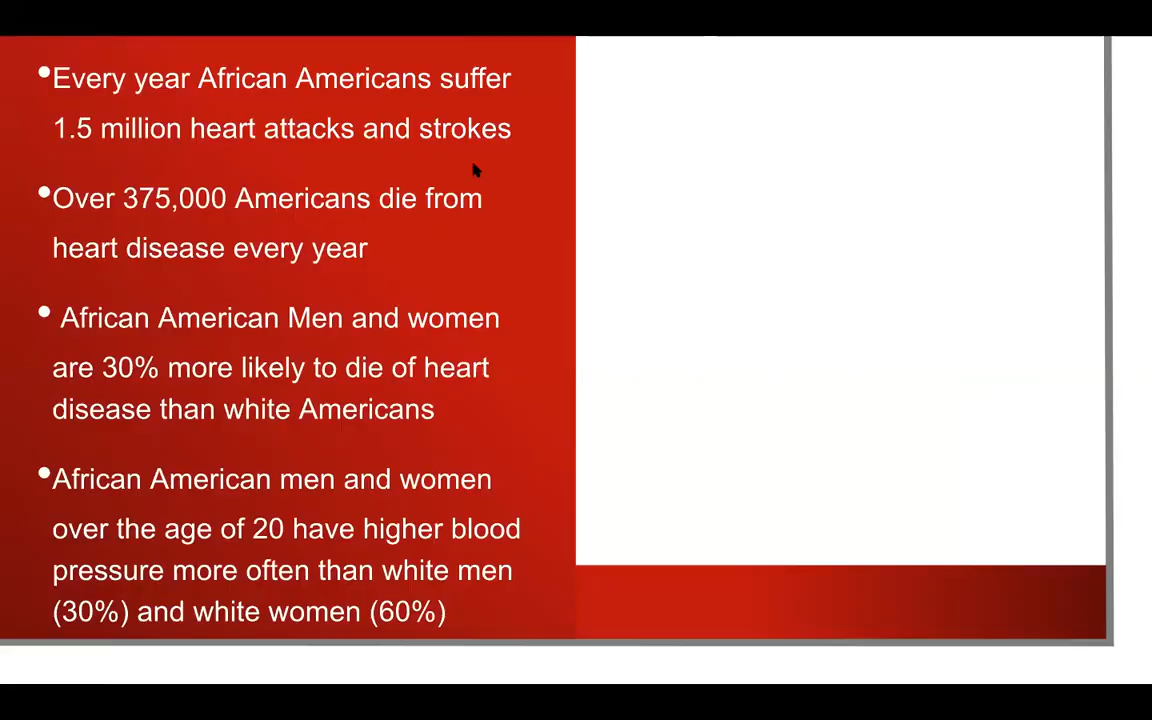 •Every year African Americans suffer
1.5 million heart attacks and strokes
•Over 375,000 Americans die from
heart disease every year
• African American Men and women
are 30% more likely to die of heart
disease than white Americans
•African American men and women
over the age of 20 have higher blood
pressure more often than white men
(30%) and white women (60%)